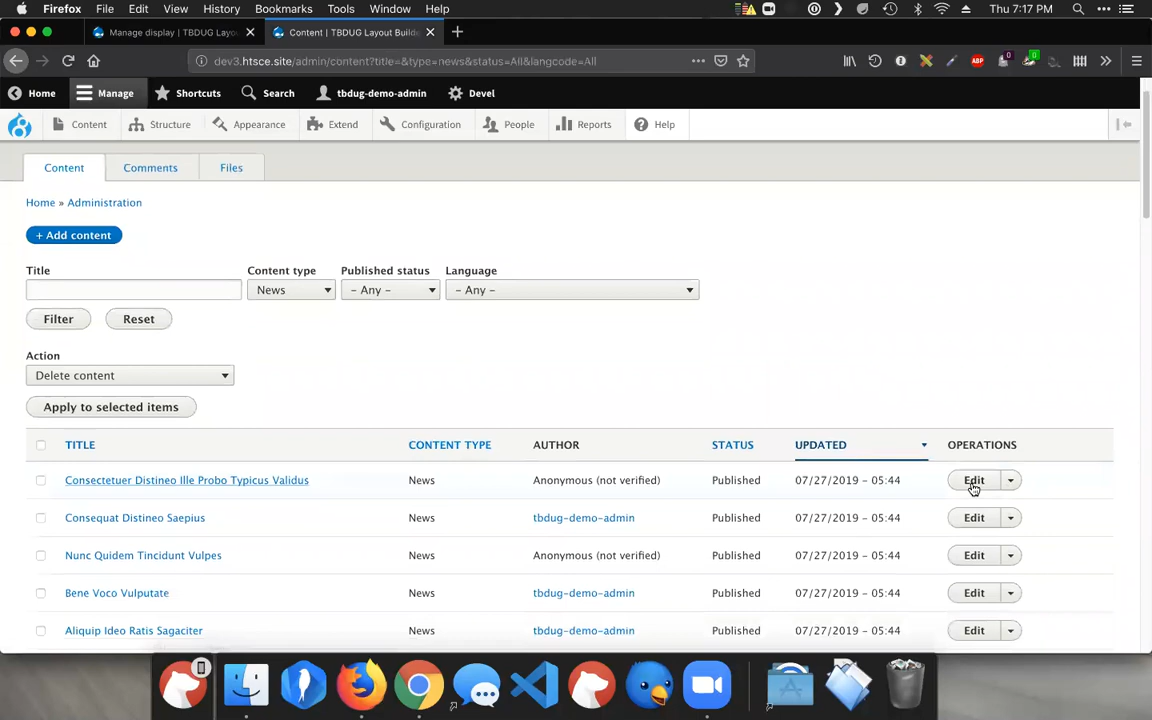 Firefox File Edit View History Bookmarks Tools Window Help Thu 7:17 PM
Manage display | TBDUG Layou Content | TBDUG Layout Builde
dev3.htsce.site/admin/content?title=&type=news&status=All&langcode=All
ABP 0
Home Manage Shortcuts Search tbdug-demo-admin Devel
Content Structure Appearance Extend Configuration People Reports Help
Content Comments Files
Home » Administration
+ Add content
Title Content type Published status Language
News – Any – – Any –
Filter Reset
Action
Delete content
Apply to selected items
TITLE CONTENT TYPE AUTHOR STATUS UPDATED OPERATIONS
Consectetuer Distineo Ille Probo Typicus Validus News Anonymous (not verified) Published 07/27/2019 – 05:44 Edit
Consequat Distineo Saepius News tbdug-demo-admin Published 07/27/2019 – 05:44 Edit
Nunc Quidem Tincidunt Vulpes News Anonymous (not verified) Published 07/27/2019 – 05:44 Edit
Bene Voco Vulputate News tbdug-demo-admin Published 07/27/2019 – 05:44 Edit
Aliquip Ideo Ratis Sagaciter News tbdug-demo-admin Published 07/27/2019 – 05:44 Edit